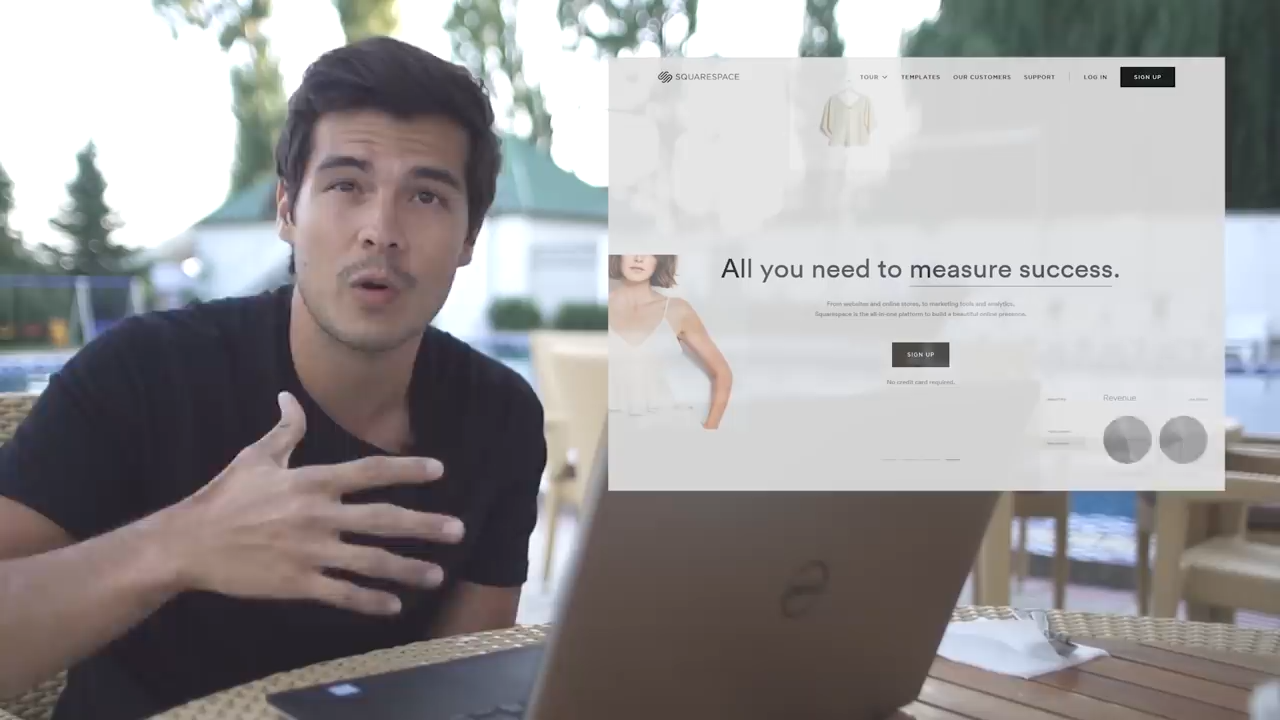 SQUARESPACE
TOUR TEMPLATES OUR CUSTOMERS SUPPORT LOG IN SIGN UP
All you need to measure success.
From websites and online stores, to marketing tools and analytics,
Squarespace is the all-in-one platform to build a beautiful online presence.
SIGN UP
No credit card required.
Revenue